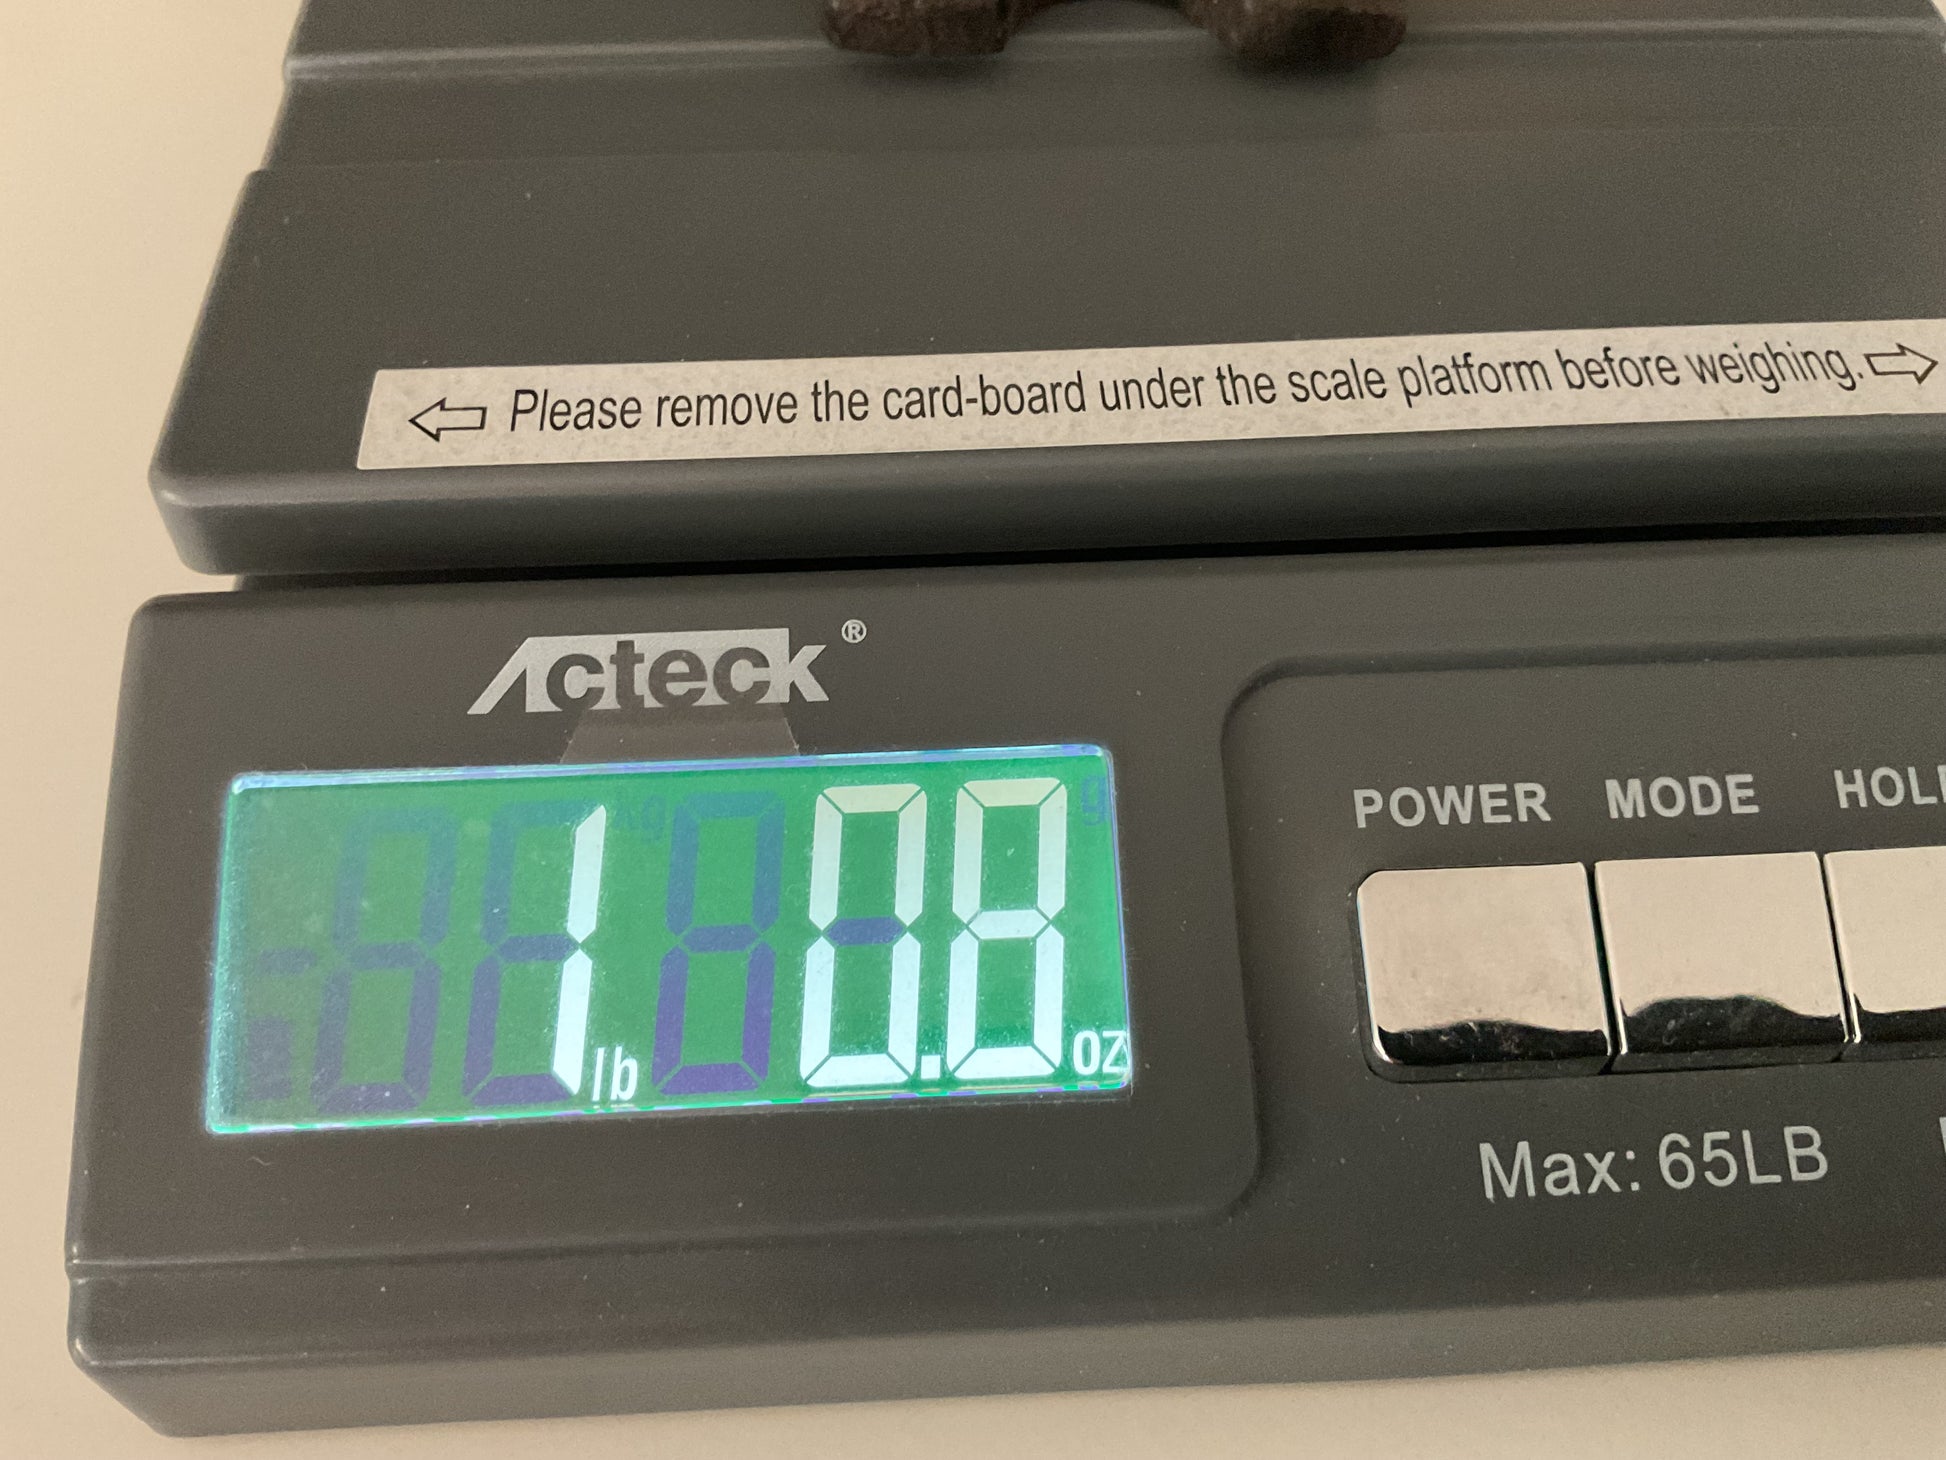 Please remove the card-board under the scale platform before weighing.
Acteck®
1 lb 0.8 oz
POWER MODE HOL
Max: 65LB